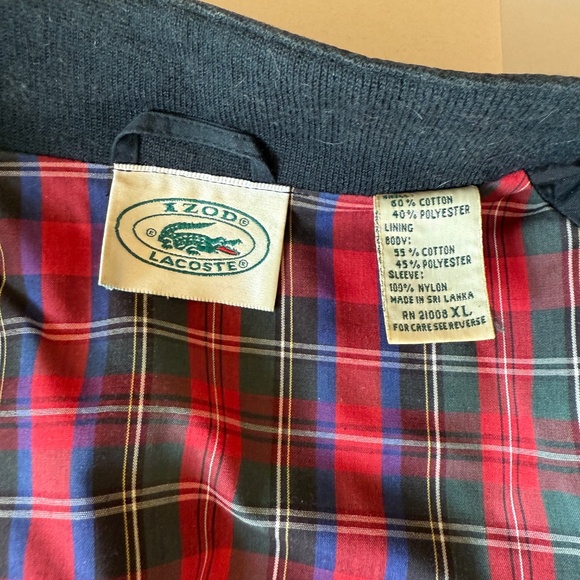 IZOD®
LACOSTE®
60% COTTON
40% POLYESTER
LINING
BODY:
55% COTTON
45% POLYESTER
SLEEVE:
100% NYLON
MADE IN SRI LANKA
RN 21008 XL
FOR CARE SEE REVERSE